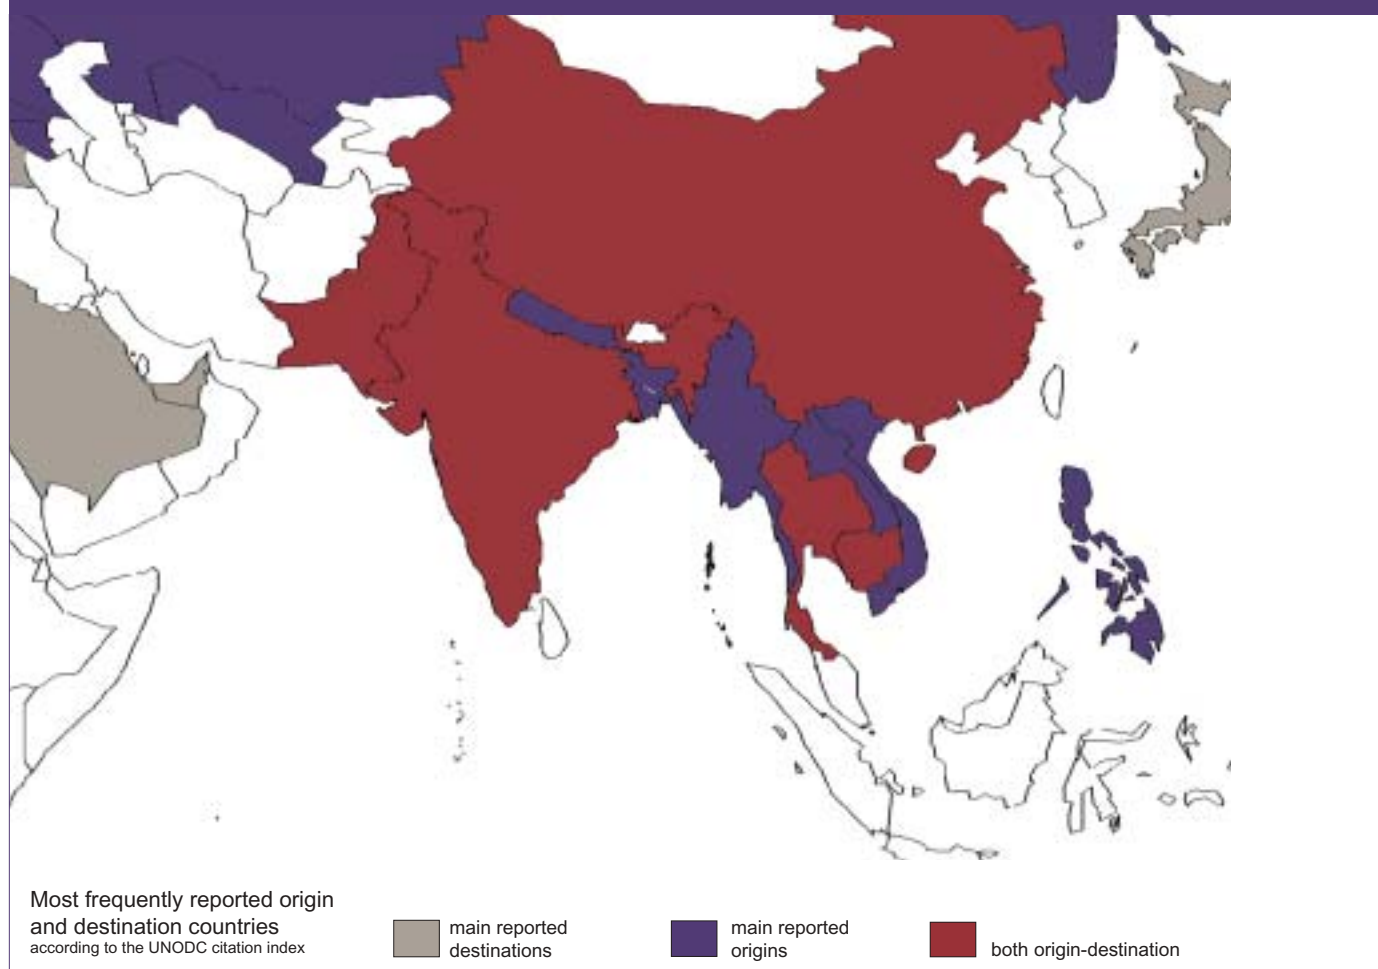 Most frequently reported origin
and destination countries
according to the UNODC citation index
main reported
destinations
main reported
origins
both origin-destination